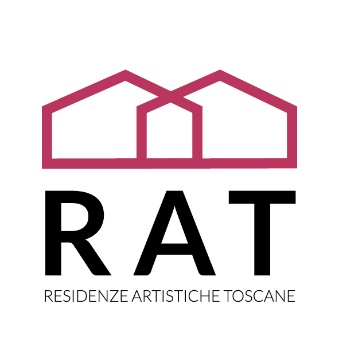 RAT
RESIDENZE ARTISTICHE TOSCANE